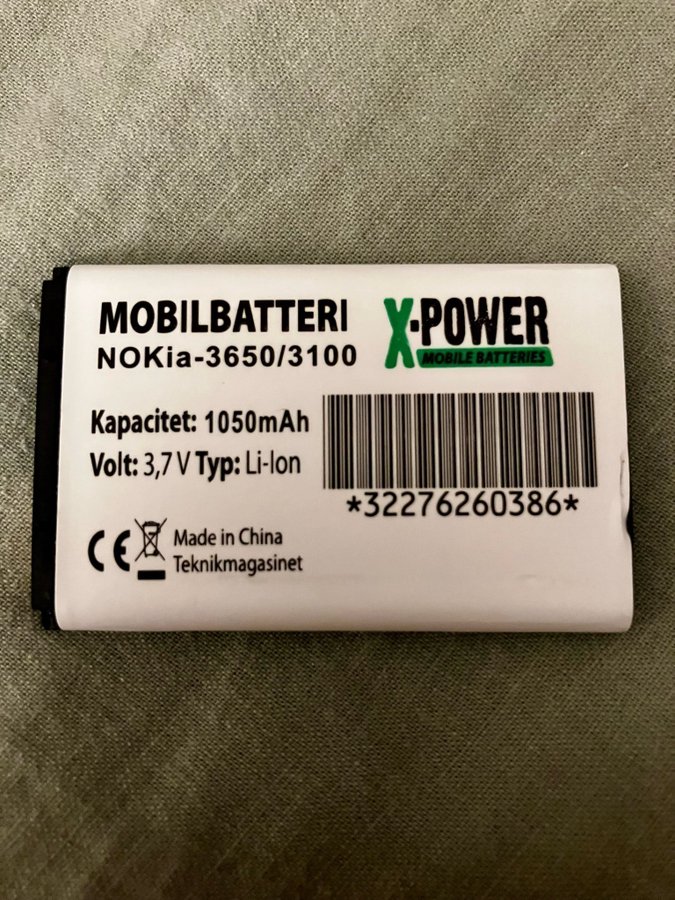 MOBILBATTERI
NOKia-3650/3100
X-POWER
MOBILE BATTERIES
Kapacitet: 1050mAh
Volt: 3,7 V Typ: Li-Ion
*32276260386*
CE
Made in China
Teknikmagasinet